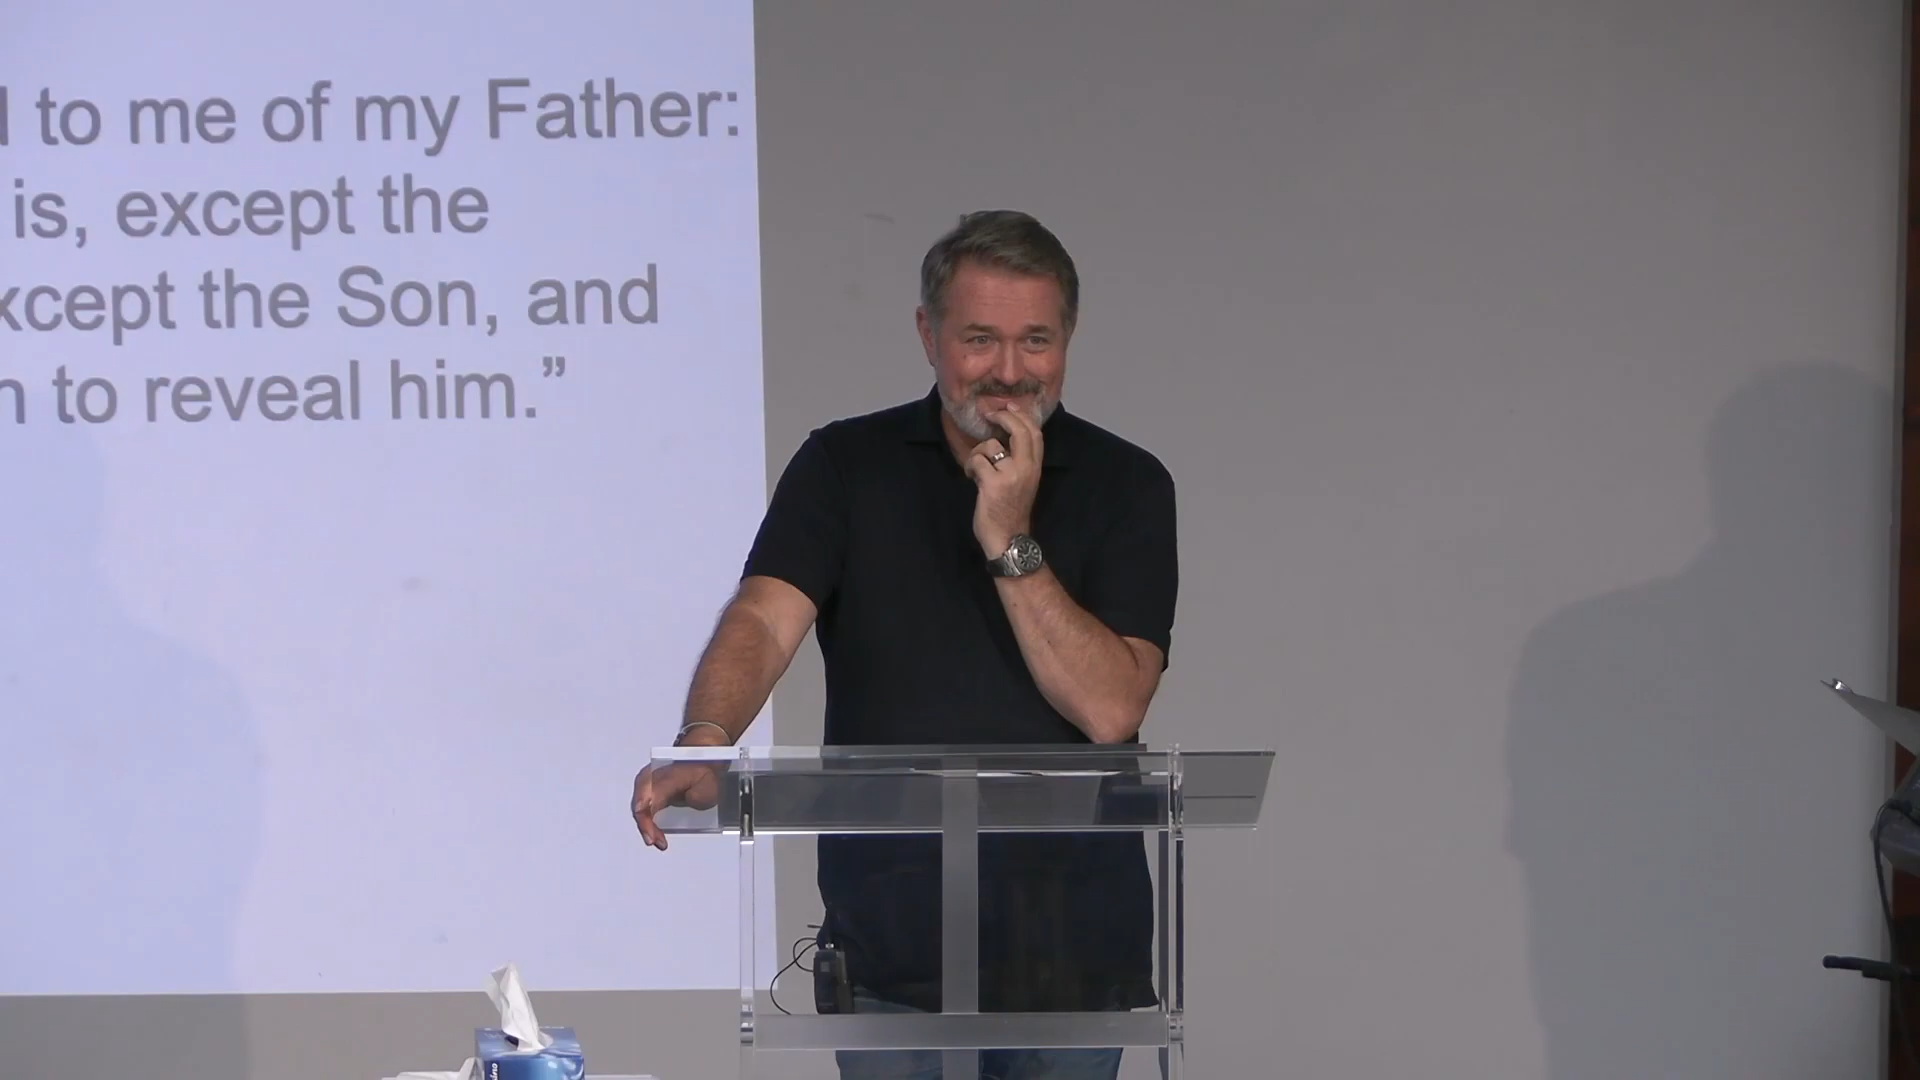 to me of my Father:
is, except the
xcept the Son, and
to reveal him.”